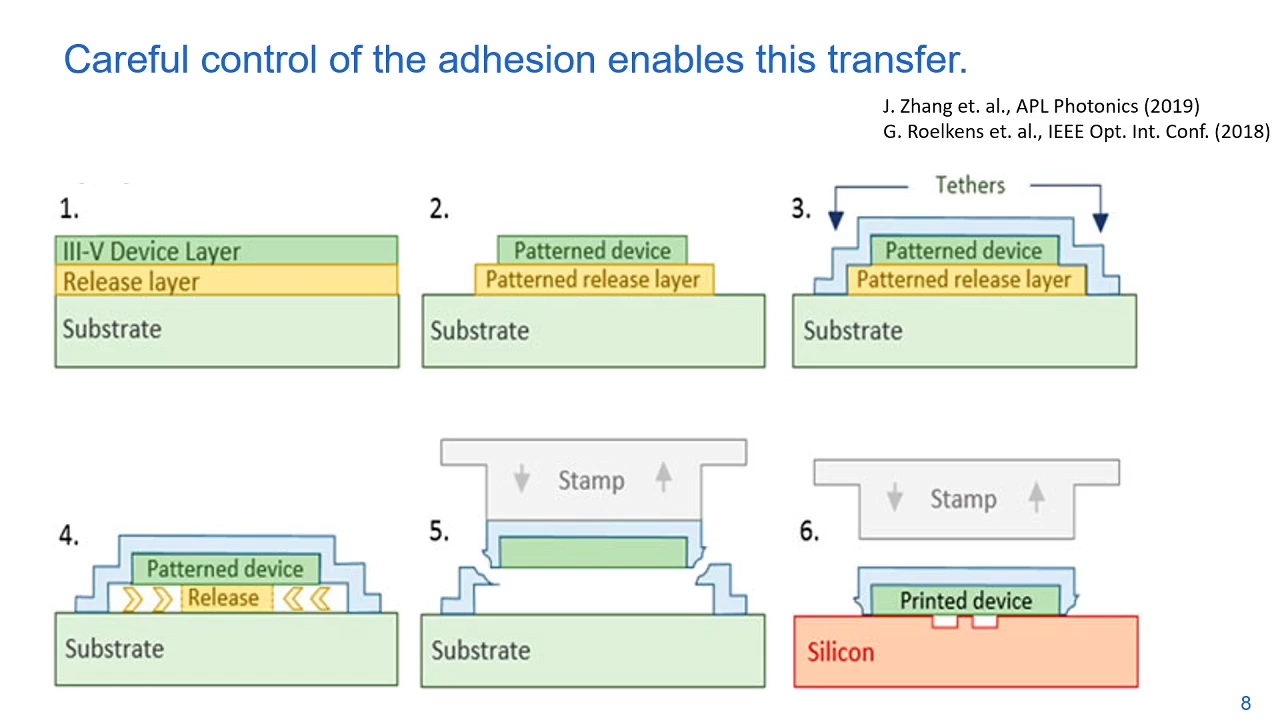 Careful control of the adhesion enables this transfer.
J. Zhang et. al., APL Photonics (2019)
G. Roelkens et. al., IEEE Opt. Int. Conf. (2018)
1.
III-V Device Layer
Release layer
Substrate
2.
Patterned device
Patterned release layer
Substrate
3.
Tethers
Patterned device
Patterned release layer
Substrate
4.
Patterned device
Release
Substrate
5.
Stamp
Substrate
6.
Stamp
Printed device
Silicon
8